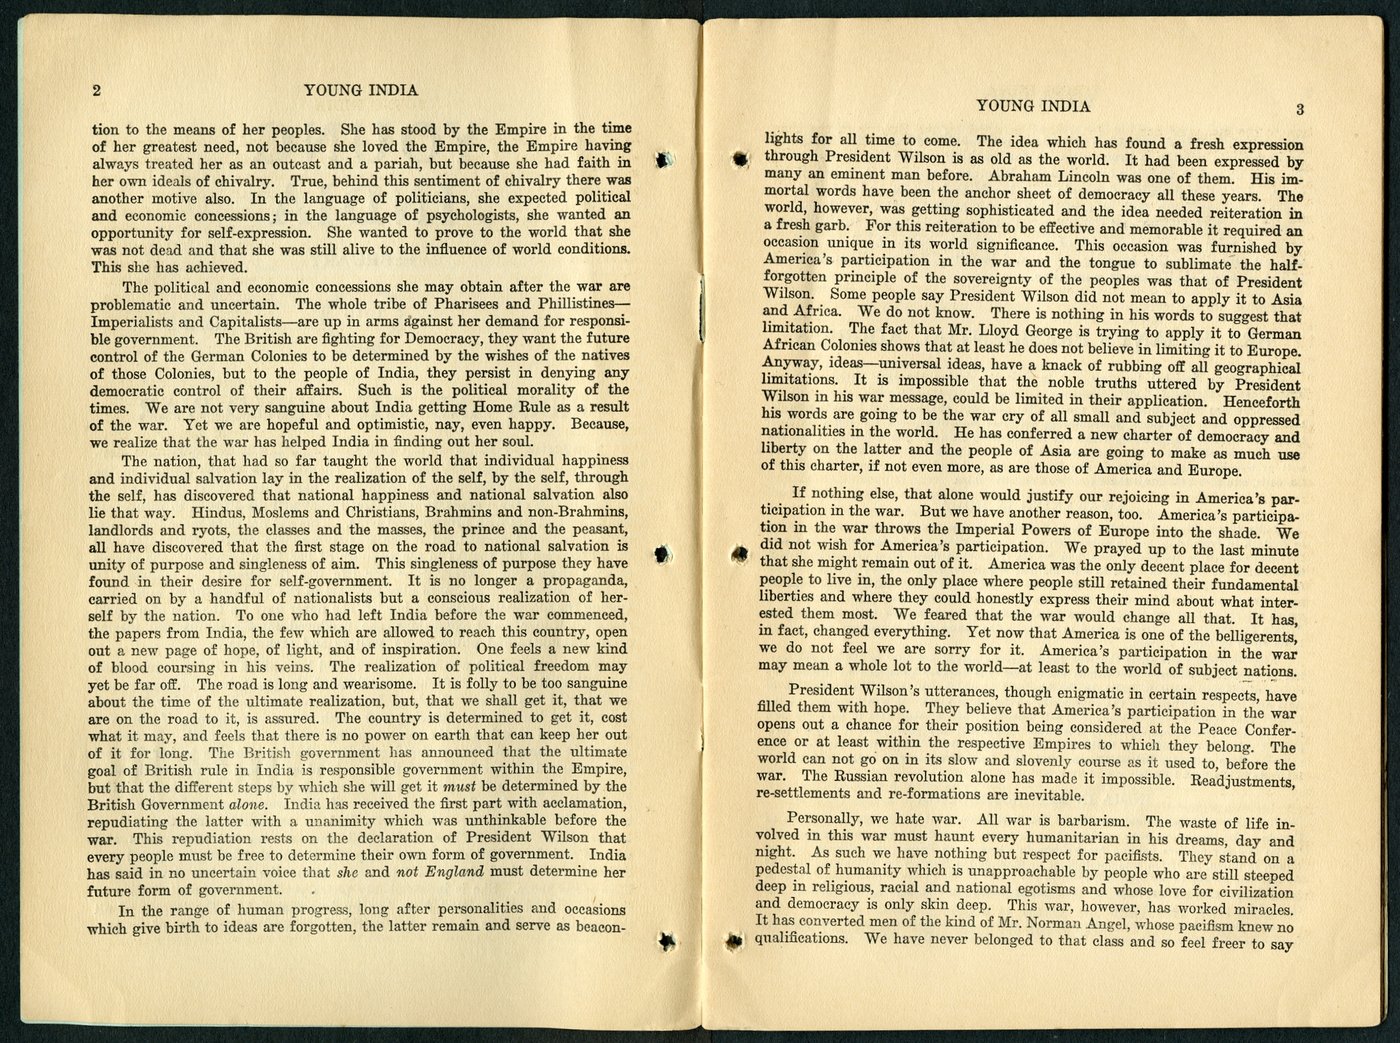 2
YOUNG INDIA
tion to the means of her peoples. She has stood by the Empire in the time
of her greatest need, not because she loved the Empire, the Empire having
always treated her as an outcast and a pariah, but because she had faith in
her own ideals of chivalry. True, behind this sentiment of chivalry there was
another motive also. In the language of politicians, she expected political
and economic concessions; in the language of psychologists, she wanted an
opportunity for self-expression. She wanted to prove to the world that she
was not dead and that she was still alive to the influence of world conditions.
This she has achieved.
The political and economic concessions she may obtain after the war are
problematic and uncertain. The whole tribe of Pharisees and Phillistines—
Imperialists and Capitalists—are up in arms against her demand for responsi-
ble government. The British are fighting for Democracy, they want the future
control of the German Colonies to be determined by the wishes of the natives
of those Colonies, but to the people of India, they persist in denying any
democratic control of their affairs. Such is the political morality of the
times. We are not very sanguine about India getting Home Rule as a result
of the war. Yet we are hopeful and optimistic, nay, even happy. Because,
we realize that the war has helped India in finding out her soul.
The nation, that had so far taught the world that individual happiness
and individual salvation lay in the realization of the self, by the self, through
the self, has discovered that national happiness and national salvation also
lie that way. Hindus, Moslems and Christians, Brahmins and non-Brahmins,
landlords and ryots, the classes and the masses, the prince and the peasant,
all have discovered that the first stage on the road to national salvation is
unity of purpose and singleness of aim. This singleness of purpose they have
found in their desire for self-government. It is no longer a propaganda,
carried on by a handful of nationalists but a conscious realization of her-
self by the nation. To one who had left India before the war commenced,
the papers from India, the few which are allowed to reach this country, open
out a new page of hope, of light, and of inspiration. One feels a new kind
of blood coursing in his veins. The realization of political freedom may
yet be far off. The road is long and wearisome. It is folly to be too sanguine
about the time of the ultimate realization, but, that we shall get it, that we
are on the road to it, is assured. The country is determined to get it, cost
what it may, and feels that there is no power on earth that can keep her out
of it for long. The British government has announced that the ultimate
goal of British rule in India is responsible government within the Empire,
but that the different steps by which she will get it must be determined by the
British Government alone. India has received the first part with acclamation,
repudiating the latter with a unanimity which was unthinkable before the
war. This repudiation rests on the declaration of President Wilson that
every people must be free to determine their own form of government. India
has said in no uncertain voice that she and not England must determine her
future form of government.
In the range of human progress, long after personalities and occasions
which give birth to ideas are forgotten, the latter remain and serve as beacon-
YOUNG INDIA
3
lights for all time to come. The idea which has found a fresh expression
through President Wilson is as old as the world. It had been expressed by
many an eminent man before. Abraham Lincoln was one of them. His im-
mortal words have been the anchor sheet of democracy all these years. The
world, however, was getting sophisticated and the idea needed reiteration in
a fresh garb. For this reiteration to be effective and memorable it required an
occasion unique in its world significance. This occasion was furnished by
America's participation in the war and the tongue to sublimate the half-
forgotten principle of the sovereignty of the peoples was that of President
Wilson. Some people say President Wilson did not mean to apply it to Asia
and Africa. We do not know. There is nothing in his words to suggest that
limitation. The fact that Mr. Lloyd George is trying to apply it to German
African Colonies shows that at least he does not believe in limiting it to Europe.
Anyway, ideas—universal ideas, have a knack of rubbing off all geographical
limitations. It is impossible that the noble truths uttered by President
Wilson in his war message, could be limited in their application. Henceforth
his words are going to be the war cry of all small and subject and oppressed
nationalities in the world. He has conferred a new charter of democracy and
liberty on the latter and the people of Asia are going to make as much use
of this charter, if not even more, as are those of America and Europe.
If nothing else, that alone would justify our rejoicing in America's par-
ticipation in the war. But we have another reason, too. America's participa-
tion in the war throws the Imperial Powers of Europe into the shade. We
did not wish for America's participation. We prayed up to the last minute
that she might remain out of it. America was the only decent place for decent
people to live in, the only place where people still retained their fundamental
liberties and where they could honestly express their mind about what inter-
ested them most. We feared that the war would change all that. It has,
in fact, changed everything. Yet now that America is one of the belligerents,
we do not feel we are sorry for it. America's participation in the war
may mean a whole lot to the world—at least to the world of subject nations.
President Wilson's utterances, though enigmatic in certain respects, have
filled them with hope. They believe that America's participation in the war
opens out a chance for their position being considered at the Peace Confer-
ence or at least within the respective Empires to which they belong. The
world can not go on in its slow and slovenly course as it used to, before the
war. The Russian revolution alone has made it impossible. Readjustments,
re-settlements and re-formations are inevitable.
Personally, we hate war. All war is barbarism. The waste of life in-
volved in this war must haunt every humanitarian in his dreams, day and
night. As such we have nothing but respect for pacifists. They stand on a
pedestal of humanity which is unapproachable by people who are still steeped
deep in religious, racial and national egotisms and whose love for civilization
and democracy is only skin deep. This war, however, has worked miracles.
It has converted men of the kind of Mr. Norman Angel, whose pacifism knew no
qualifications. We have never belonged to that class and so feel freer to say